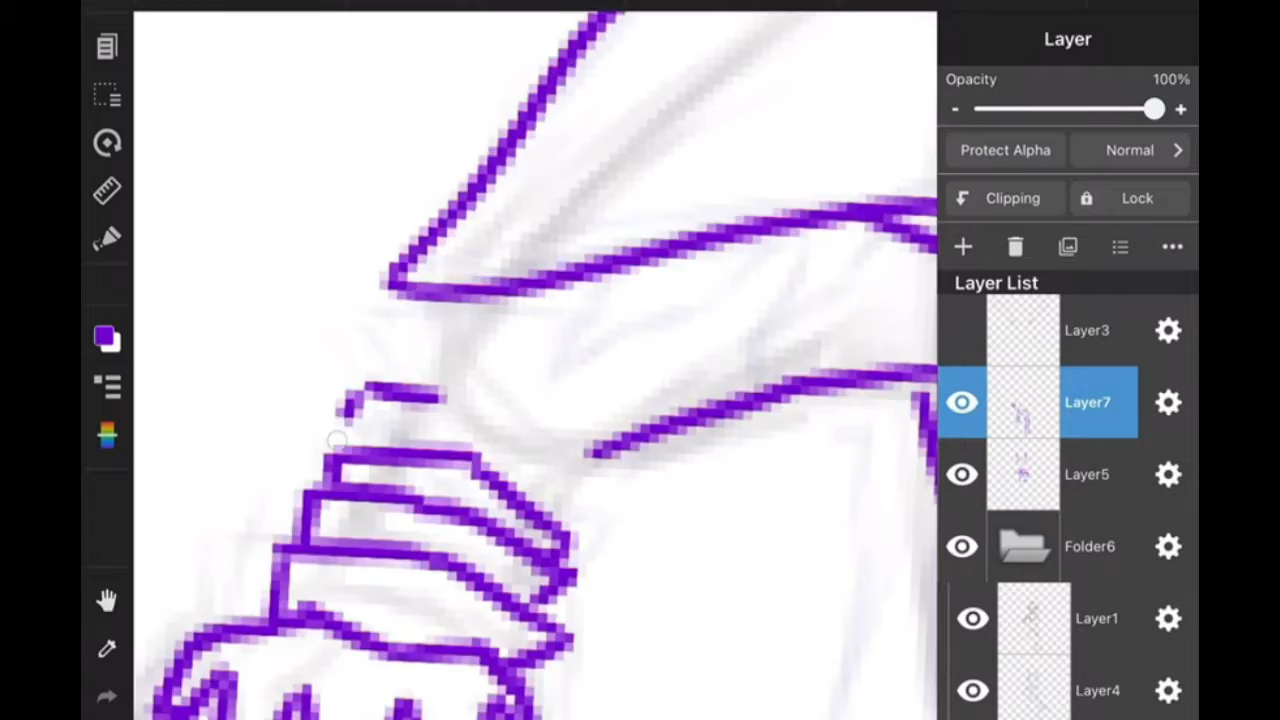 Layer
Opacity 100%
- +
Protect Alpha Normal
Clipping Lock
Layer List
Layer3
Layer7
Layer5
Folder6
Layer1
Layer4